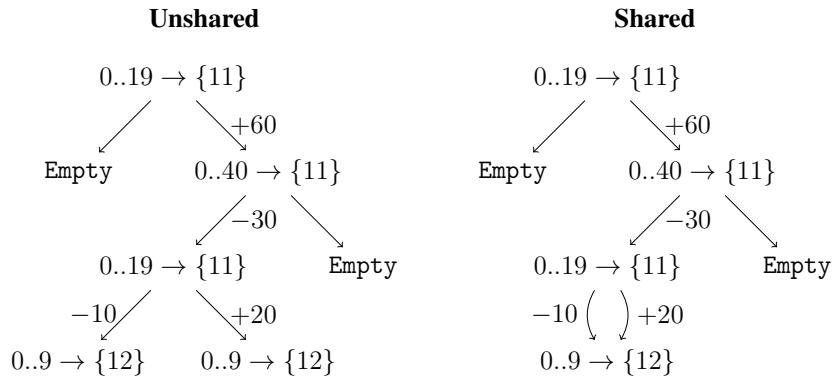 Unshared Shared
0..19 → {11} 0..19 → {11}
+60 +60
Empty 0..40 → {11} Empty 0..40 → {11}
−30 −30
0..19 → {11} Empty 0..19 → {11} Empty
−10 +20 −10 +20
0..9 → {12} 0..9 → {12} 0..9 → {12}